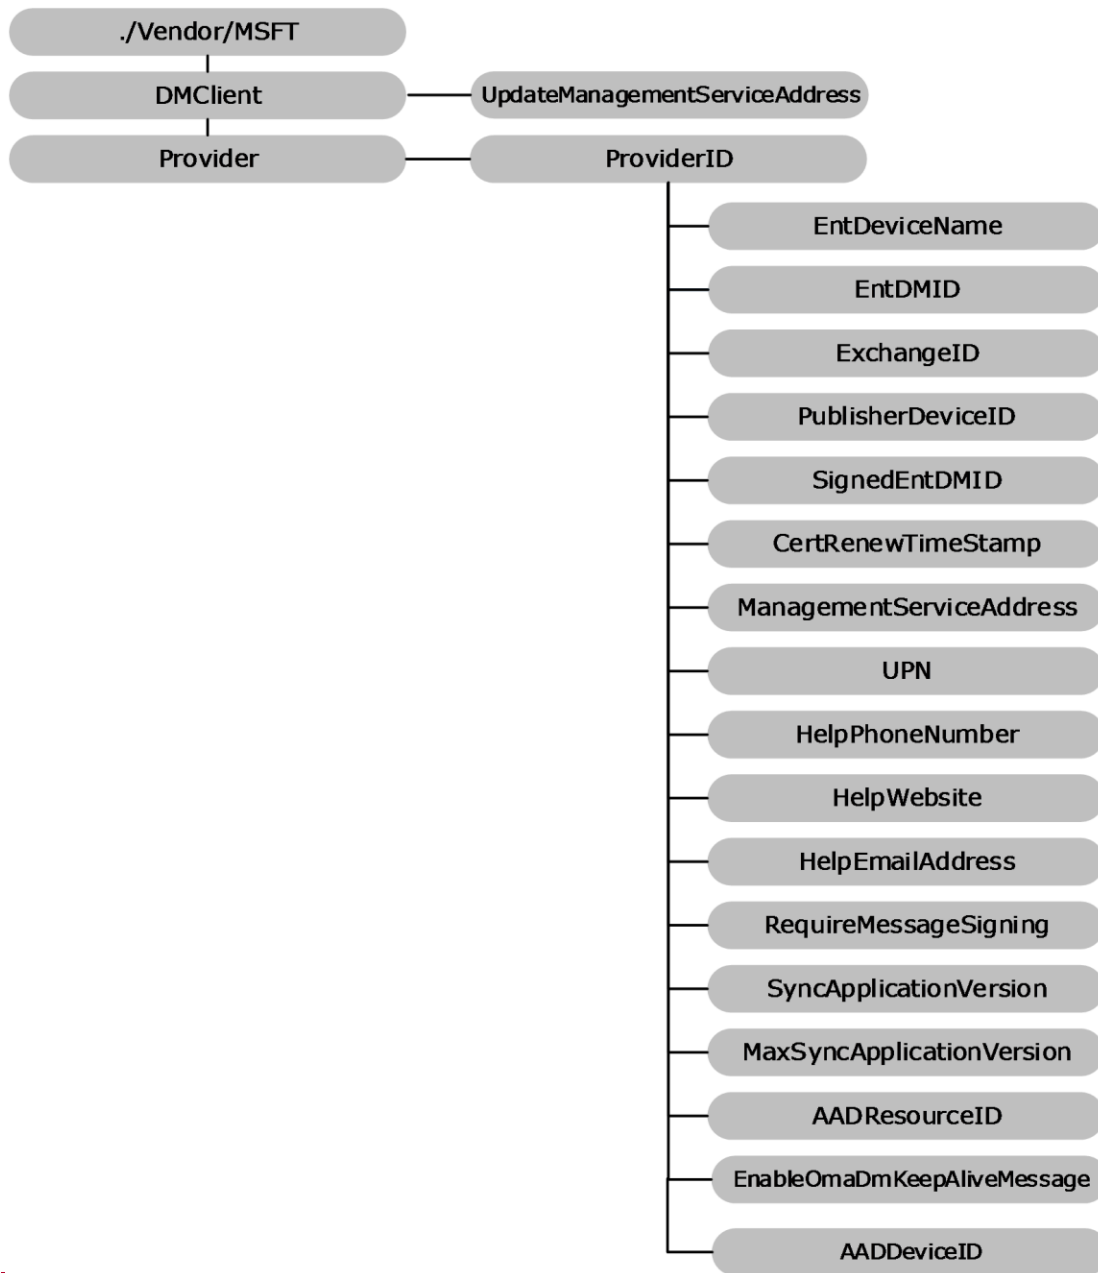 ./Vendor/MSFT
DMClient
UpdateManagementServiceAddress
Provider
ProviderID
EntDeviceName
EntDMID
ExchangeID
PublisherDeviceID
SignedEntDMID
CertRenewTimeStamp
ManagementServiceAddress
UPN
HelpPhoneNumber
HelpWebsite
HelpEmailAddress
RequireMessageSigning
SyncApplicationVersion
MaxSyncApplicationVersion
AADResourceID
EnableOmaDmKeepAliveMessage
AADDeviceID